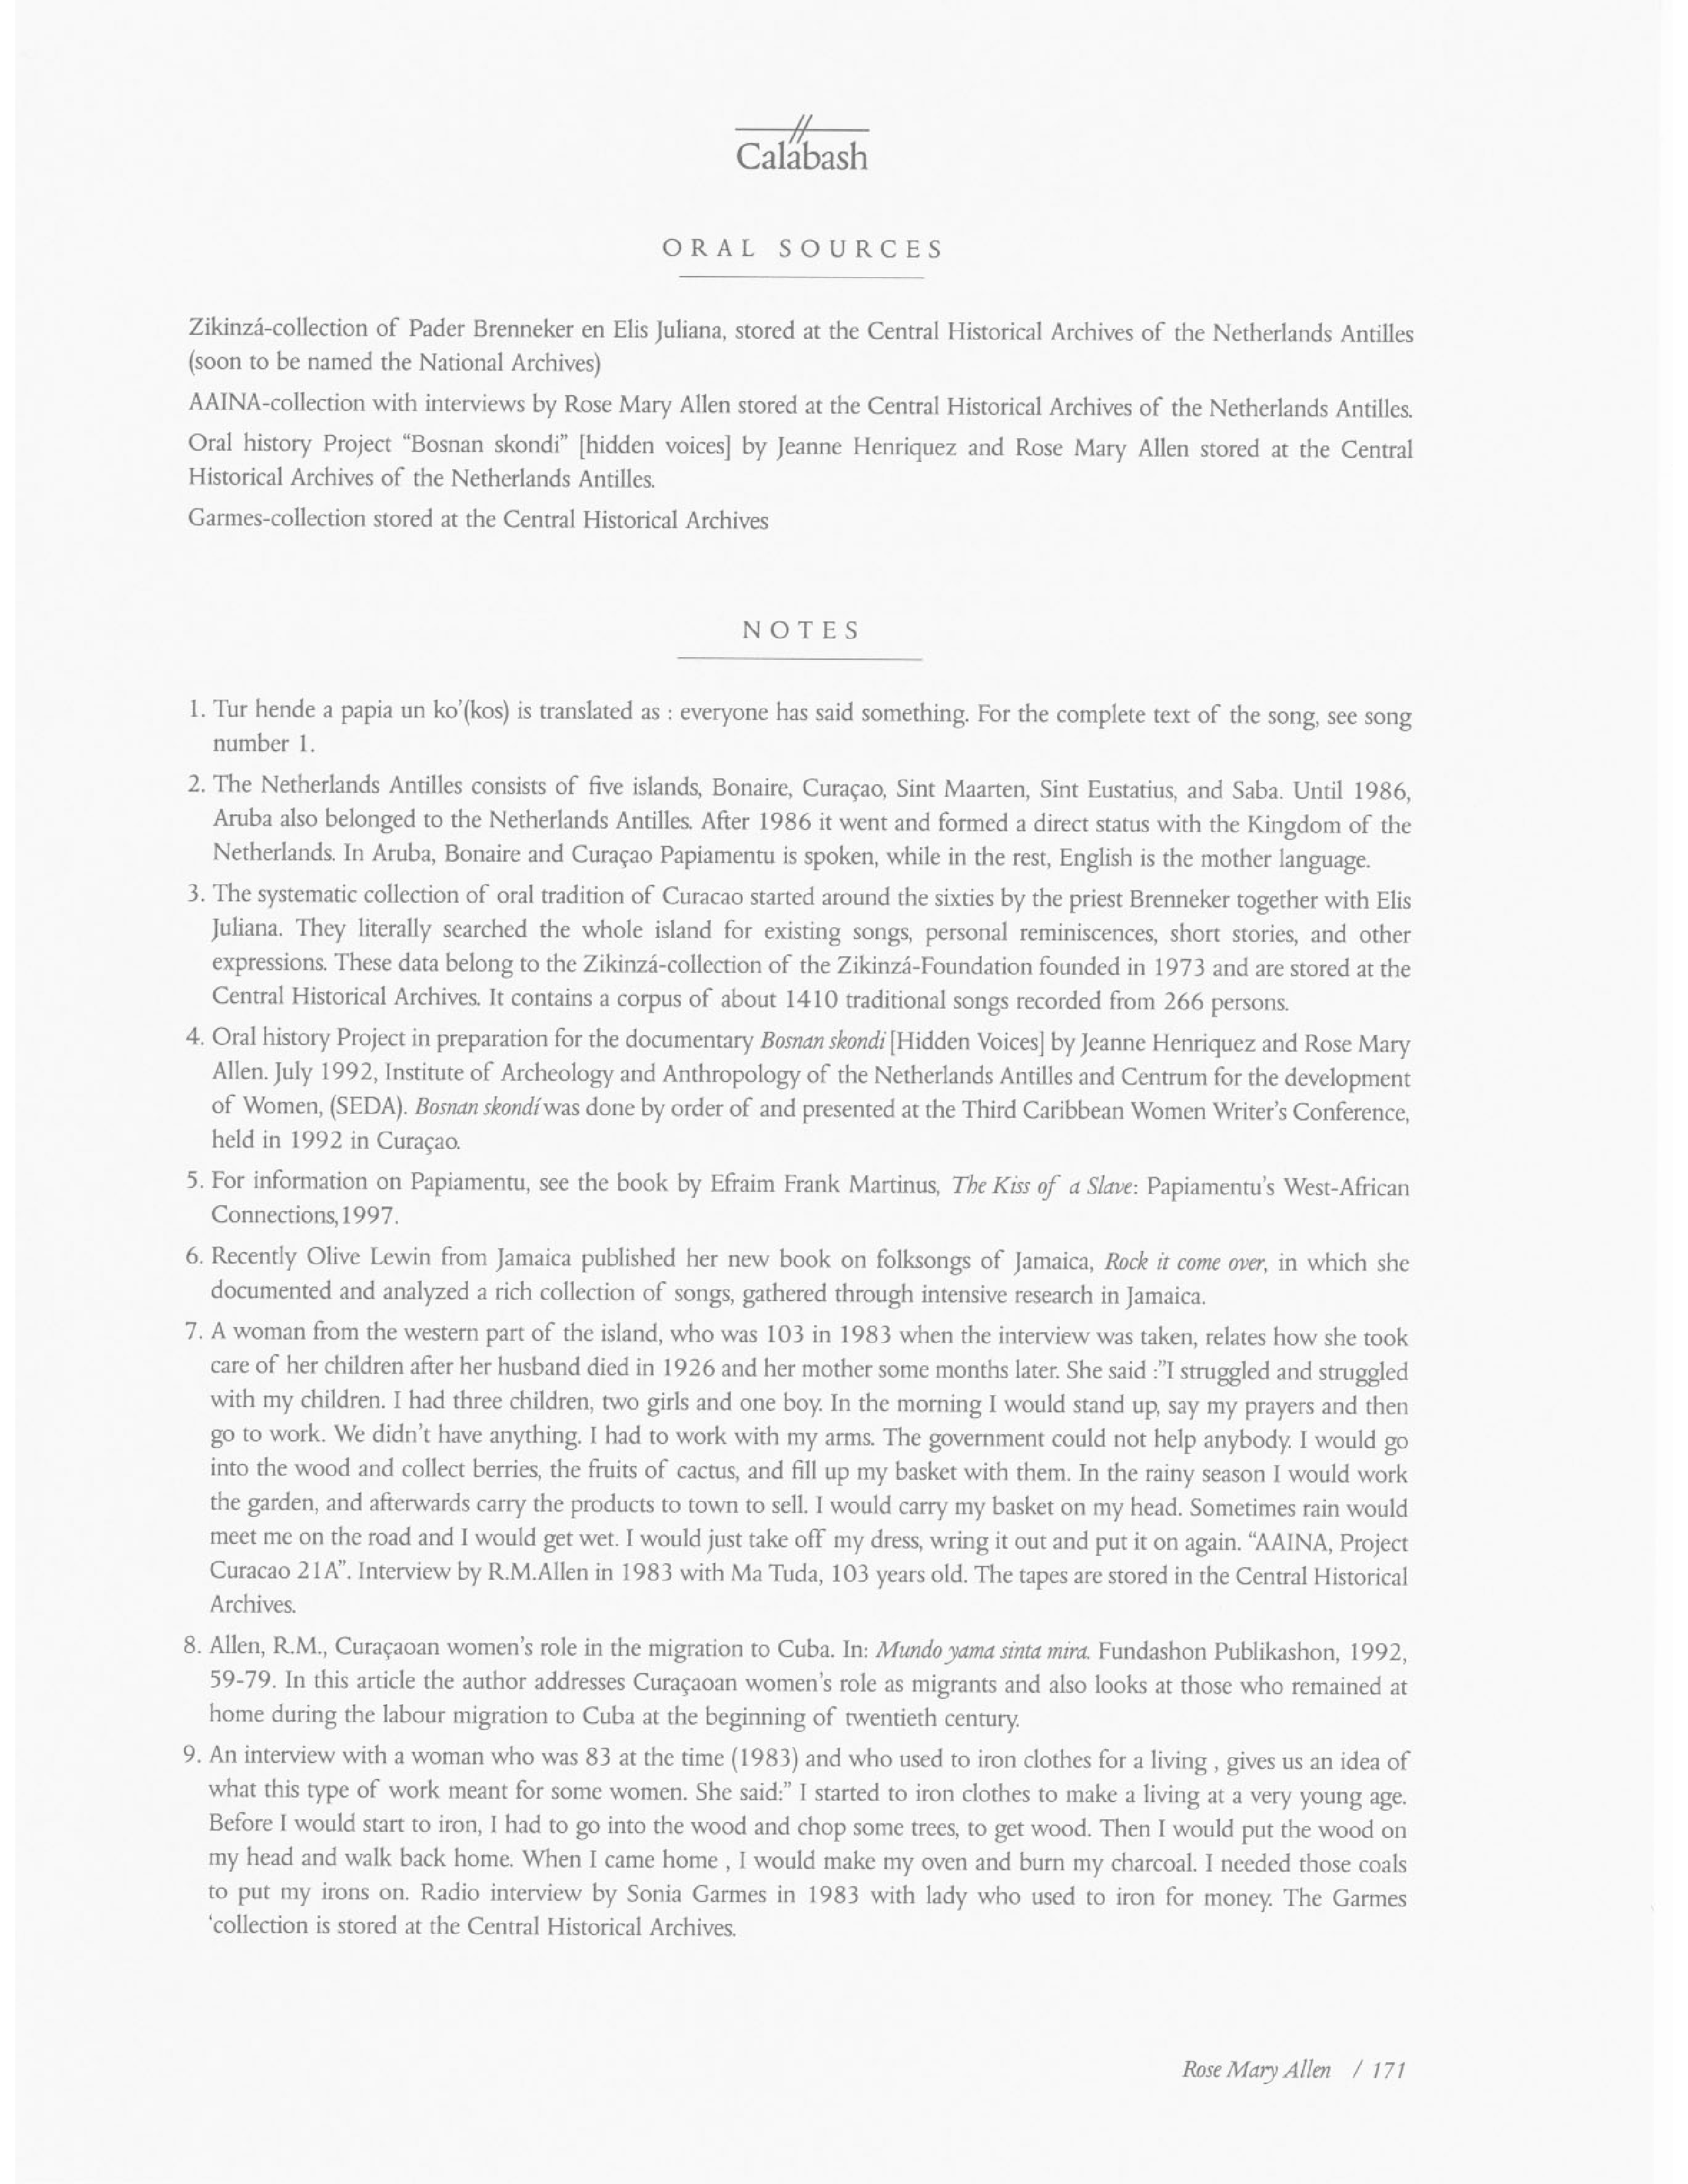 Calabash
ORAL SOURCES
Zikinzá-collection of Pader Brenneker en Elis Juliana, stored at the Central Historical Archives of the Netherlands Antilles
(soon to be named the National Archives)
AAINA-collection with interviews by Rose Mary Allen stored at the Central Historical Archives of the Netherlands Antilles.
Oral history Project “Bosnan skondi” [hidden voices] by Jeanne Henriquez and Rose Mary Allen stored at the Central
Historical Archives of the Netherlands Antilles.
Garmes-collection stored at the Central Historical Archives
NOTES
1. Tur hende a papia un ko’(kos) is translated as : everyone has said something. For the complete text of the song, see song
number 1.
2. The Netherlands Antilles consists of five islands, Bonaire, Curaçao, Sint Maarten, Sint Eustatius, and Saba. Until 1986,
Aruba also belonged to the Netherlands Antilles. After 1986 it went and formed a direct status with the Kingdom of the
Netherlands. In Aruba, Bonaire and Curaçao Papiamentu is spoken, while in the rest, English is the mother language.
3. The systematic collection of oral tradition of Curacao started around the sixties by the priest Brenneker together with Elis
Juliana. They literally searched the whole island for existing songs, personal reminiscences, short stories, and other
expressions. These data belong to the Zikinzá-collection of the Zikinzá-Foundation founded in 1973 and are stored at the
Central Historical Archives. It contains a corpus of about 1410 traditional songs recorded from 266 persons.
4. Oral history Project in preparation for the documentary Bosnan skondi [Hidden Voices] by Jeanne Henriquez and Rose Mary
Allen. July 1992, Institute of Archeology and Anthropology of the Netherlands Antilles and Centrum for the development
of Women, (SEDA). Bosnan skondí was done by order of and presented at the Third Caribbean Women Writer’s Conference,
held in 1992 in Curaçao.
5. For information on Papiamentu, see the book by Efraim Frank Martinus, The Kiss of a Slave: Papiamentu’s West-African
Connections,1997.
6. Recently Olive Lewin from Jamaica published her new book on folksongs of Jamaica, Rock it come over, in which she
documented and analyzed a rich collection of songs, gathered through intensive research in Jamaica.
7. A woman from the western part of the island, who was 103 in 1983 when the interview was taken, relates how she took
care of her children after her husband died in 1926 and her mother some months later. She said :”I struggled and struggled
with my children. I had three children, two girls and one boy. In the morning I would stand up, say my prayers and then
go to work. We didn’t have anything. I had to work with my arms. The government could not help anybody. I would go
into the wood and collect berries, the fruits of cactus, and fill up my basket with them. In the rainy season I would work
the garden, and afterwards carry the products to town to sell. I would carry my basket on my head. Sometimes rain would
meet me on the road and I would get wet. I would just take off my dress, wring it out and put it on again. “AAINA, Project
Curacao 21A”. Interview by R.M.Allen in 1983 with Ma Tuda, 103 years old. The tapes are stored in the Central Historical
Archives.
8. Allen, R.M., Curaçaoan women’s role in the migration to Cuba. In: Mundo yama sinta mira. Fundashon Publikashon, 1992,
59-79. In this article the author addresses Curaçaoan women’s role as migrants and also looks at those who remained at
home during the labour migration to Cuba at the beginning of twentieth century.
9. An interview with a woman who was 83 at the time (1983) and who used to iron clothes for a living , gives us an idea of
what this type of work meant for some women. She said:” I started to iron clothes to make a living at a very young age.
Before I would start to iron, I had to go into the wood and chop some trees, to get wood. Then I would put the wood on
my head and walk back home. When I came home , I would make my oven and burn my charcoal. I needed those coals
to put my irons on. Radio interview by Sonia Garmes in 1983 with lady who used to iron for money. The Garmes
‘collection is stored at the Central Historical Archives.
Rose Mary Allen / 171